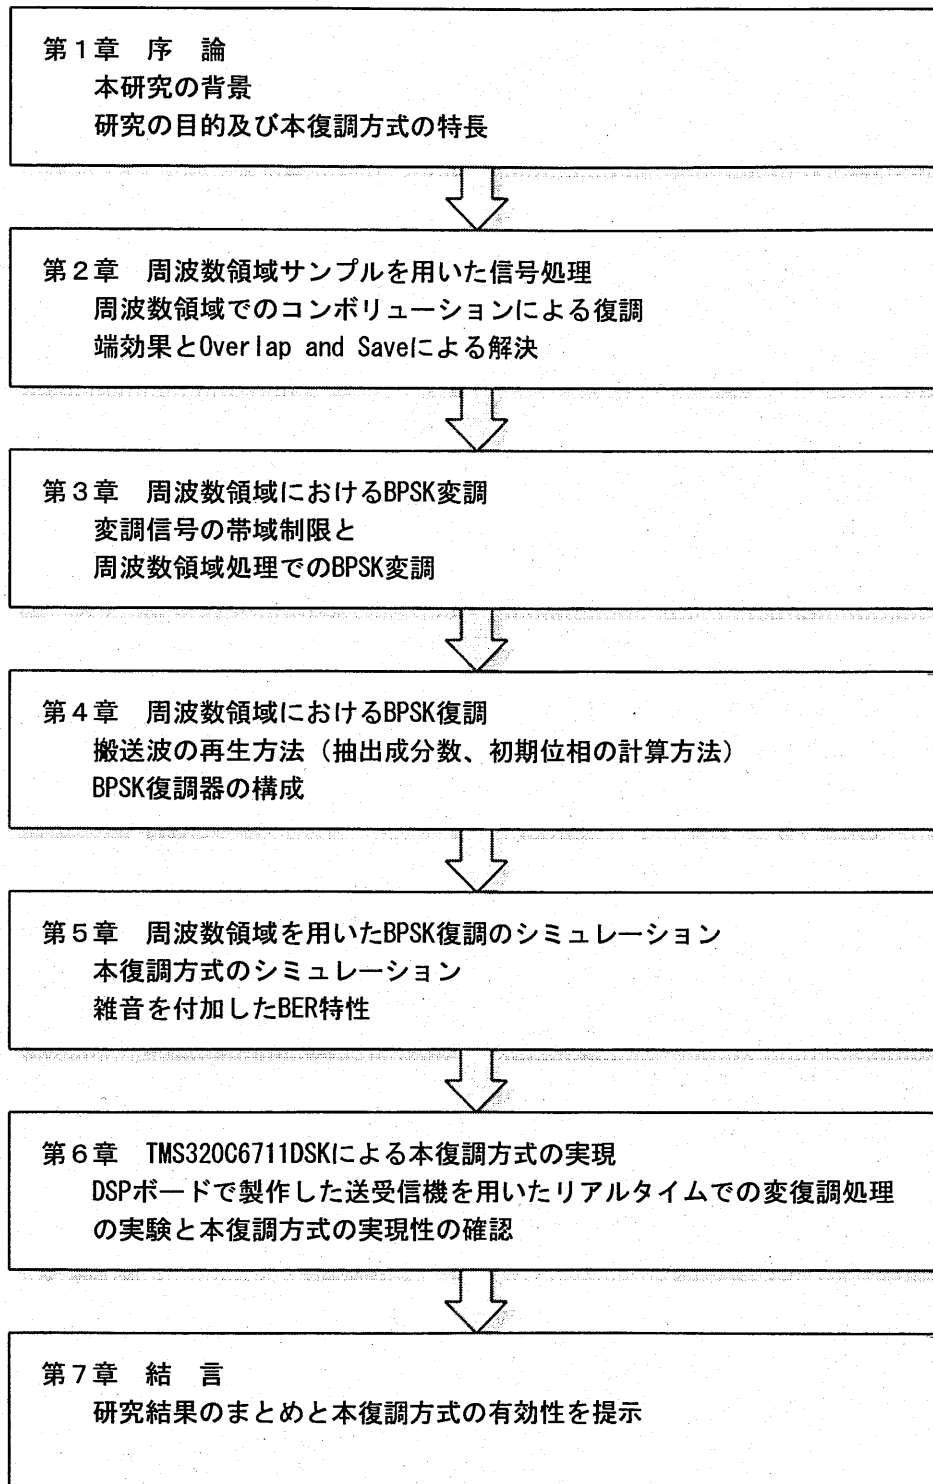 第1章　序　論
本研究の背景
研究の目的及び本復調方式の特長
第2章　周波数領域サンプルを用いた信号処理
周波数領域でのコンボリューションによる復調
端効果とOverlap and Saveによる解決
第3章　周波数領域におけるBPSK変調
変調信号の帯域制限と
周波数領域処理でのBPSK変調
第4章　周波数領域におけるBPSK復調
搬送波の再生方法（抽出成分数、初期位相の計算方法）
BPSK復調器の構成
第5章　周波数領域を用いたBPSK復調のシミュレーション
本復調方式のシミュレーション
雑音を付加したBER特性
第6章　TMS320C6711DSKによる本復調方式の実現
DSPボードで製作した送受信機を用いたリアルタイムでの変復調処理
の実験と本復調方式の実現性の確認
第7章　結　言
研究結果のまとめと本復調方式の有効性を提示